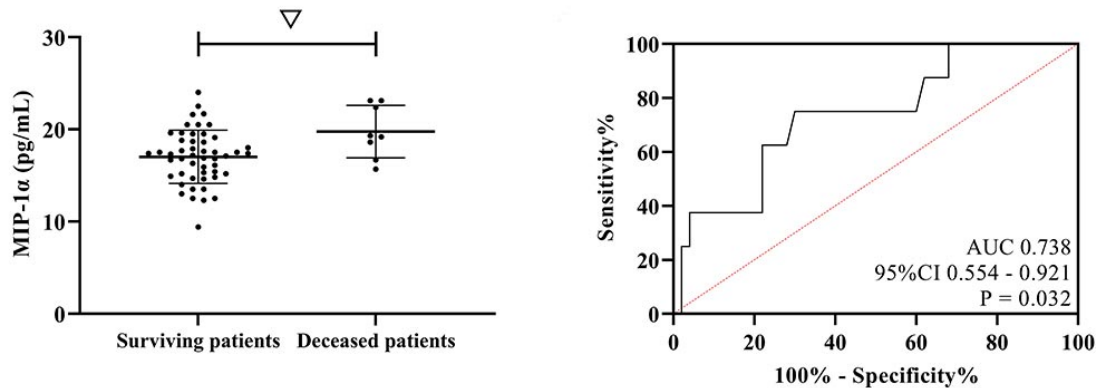 MIP-1α (pg/mL)
30
20
10
0
Surviving patients
Deceased patients
Sensitivity%
100
80
60
40
20
0
AUC 0.738
95%CI 0.554 - 0.921
P = 0.032
0
20
40
60
80
100
100% - Specificity%